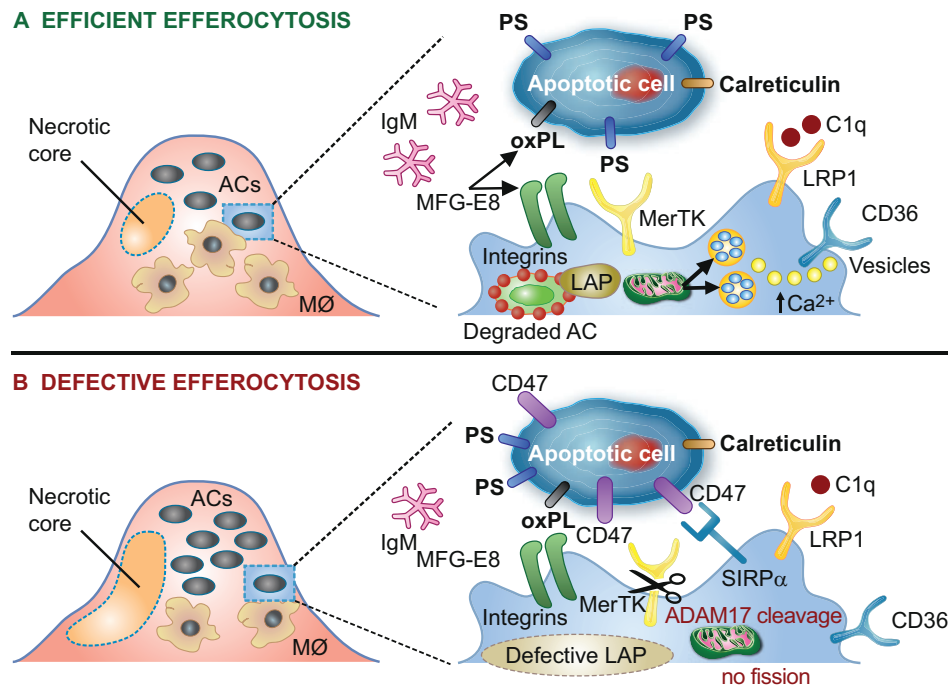 A EFFICIENT EFFEROCYTOSIS
PS
PS
Apoptotic cell
Calreticulin
IgM
oxPL
PS
C1q
LRP1
Necrotic
core
ACs
MFG-E8
MerTK
CD36
Integrins
Vesicles
LAP
MØ
Ca2+
Degraded AC
B DEFECTIVE EFFEROCYTOSIS
CD47
PS
Apoptotic cell
Calreticulin
PS
CD47
C1q
Necrotic
core
ACs
oxPL
CD47
IgM
MFG-E8
LRP1
SIRPα
Integrins
MerTK
ADAM17 cleavage
CD36
MØ
Defective LAP
no fission